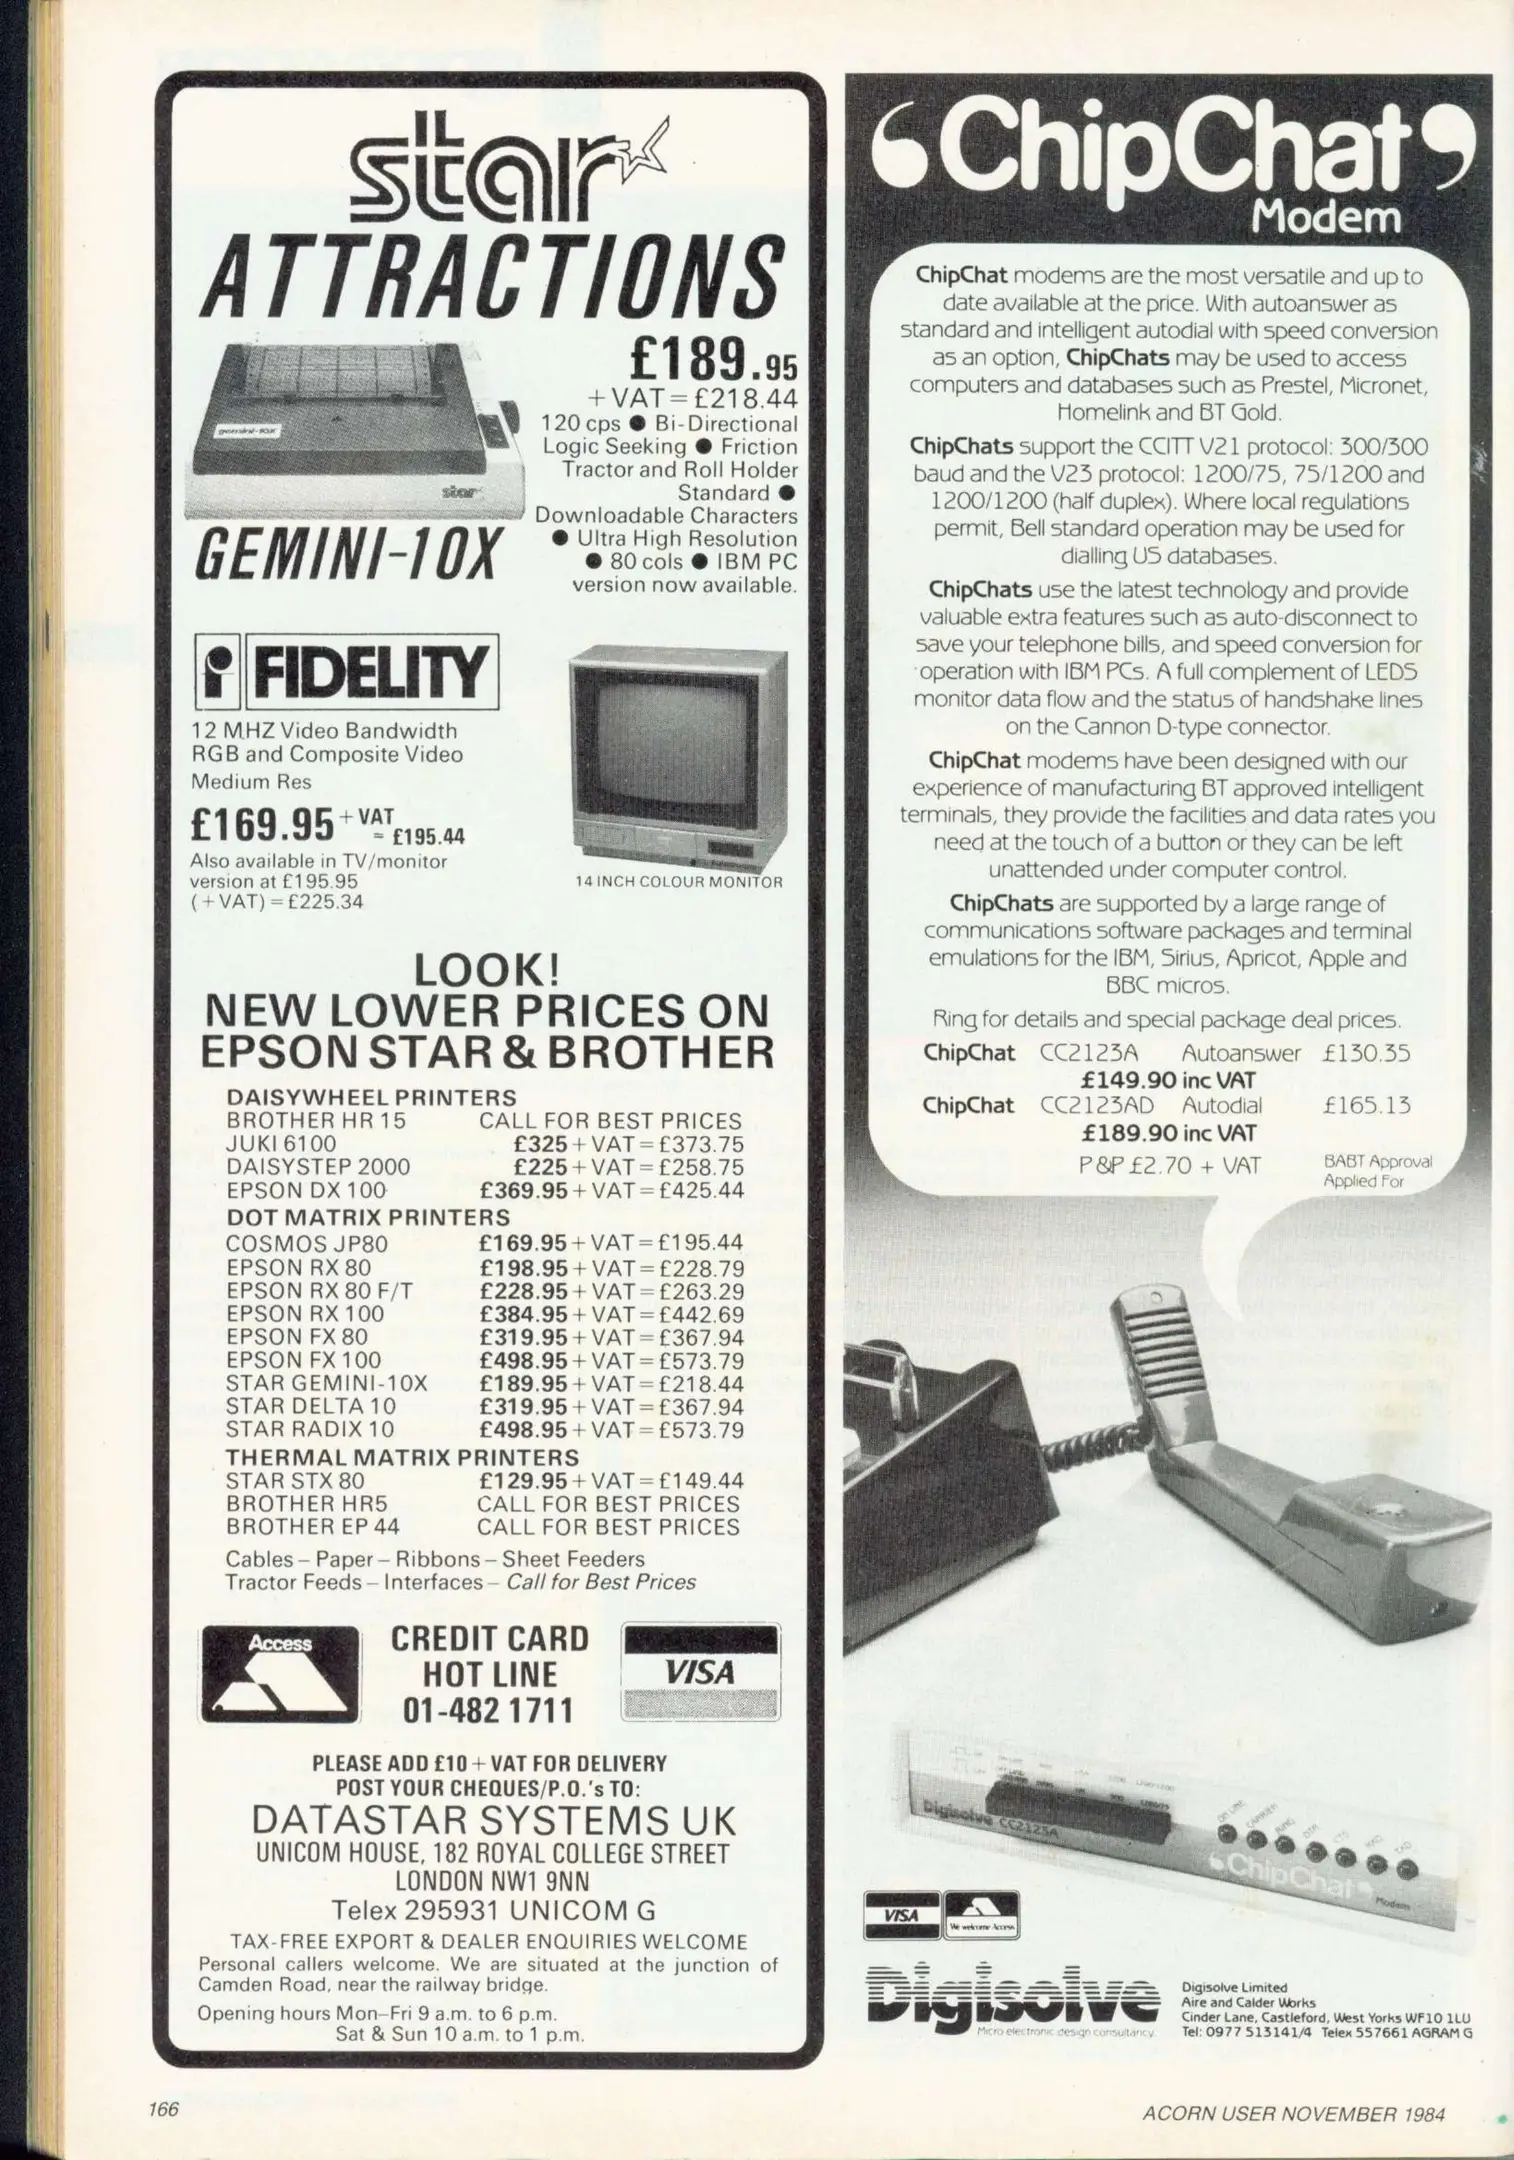 star
ATTRACTIONS
£189.95
+VAT=£218.44
120 cps ● Bi-Directional
Logic Seeking ● Friction
Tractor and Roll Holder
Standard ●
Downloadable Characters
● Ultra High Resolution
● 80 cols ● IBM PC
version now available.
gemini-10X
star
GEMINI-10X
FIDELITY
12 MHZ Video Bandwidth
RGB and Composite Video
Medium Res
£169.95 +VAT
= £195.44
Also available in TV/monitor
version at £195.95
(+VAT)=£225.34
14 INCH COLOUR MONITOR
LOOK!
NEW LOWER PRICES ON
EPSON STAR & BROTHER
DAISYWHEEL PRINTERS
BROTHER HR 15 CALL FOR BEST PRICES
JUKI 6100 £325+VAT=£373.75
DAISYSTEP 2000 £225+VAT=£258.75
EPSON DX 100 £369.95+VAT=£425.44
DOT MATRIX PRINTERS
COSMOS JP80 £169.95+VAT=£195.44
EPSON RX 80 £198.95+VAT=£228.79
EPSON RX 80 F/T £228.95+VAT=£263.29
EPSON RX 100 £384.95+VAT=£442.69
EPSON FX 80 £319.95+VAT=£367.94
EPSON FX 100 £498.95+VAT=£573.79
STAR GEMINI-10X £189.95+VAT=£218.44
STAR DELTA 10 £319.95+VAT=£367.94
STAR RADIX 10 £498.95+VAT=£573.79
THERMAL MATRIX PRINTERS
STAR STX 80 £129.95+VAT=£149.44
BROTHER HR5 CALL FOR BEST PRICES
BROTHER EP 44 CALL FOR BEST PRICES
Cables – Paper – Ribbons – Sheet Feeders
Tractor Feeds – Interfaces – Call for Best Prices
Access
CREDIT CARD
HOT LINE
01-482 1711
VISA
PLEASE ADD £10 + VAT FOR DELIVERY
POST YOUR CHEQUES/P.O.'s TO:
DATASTAR SYSTEMS UK
UNICOM HOUSE, 182 ROYAL COLLEGE STREET
LONDON NW1 9NN
Telex 295931 UNICOM G
TAX-FREE EXPORT & DEALER ENQUIRIES WELCOME
Personal callers welcome. We are situated at the junction of
Camden Road, near the railway bridge.
Opening hours Mon–Fri 9 a.m. to 6 p.m.
Sat & Sun 10 a.m. to 1 p.m.
‘ChipChat’
Modem
ChipChat modems are the most versatile and up to
date available at the price. With autoanswer as
standard and intelligent autodial with speed conversion
as an option, ChipChats may be used to access
computers and databases such as Prestel, Micronet,
Homelink and BT Gold.
ChipChats support the CCITT V21 protocol: 300/300
baud and the V23 protocol: 1200/75, 75/1200 and
1200/1200 (half duplex). Where local regulations
permit, Bell standard operation may be used for
dialling US databases.
ChipChats use the latest technology and provide
valuable extra features such as auto-disconnect to
save your telephone bills, and speed conversion for
operation with IBM PCs. A full complement of LEDS
monitor data flow and the status of handshake lines
on the Cannon D-type connector.
ChipChat modems have been designed with our
experience of manufacturing BT approved intelligent
terminals, they provide the facilities and data rates you
need at the touch of a button or they can be left
unattended under computer control.
ChipChats are supported by a large range of
communications software packages and terminal
emulations for the IBM, Sirius, Apricot, Apple and
BBC micros.
Ring for details and special package deal prices.
ChipChat CC2123A Autoanswer £130.35
£149.90 inc VAT
ChipChat CC2123AD Autodial £165.13
£189.90 inc VAT
P&P £2.70 + VAT
BABT Approval
Applied For
Digisolve CC2123A
ON LINE CARRIER RING DTR CTS RXD TXD
‘ChipChat’
Modem
VISA
We welcome Access
Digisolve
Micro electronic design consultancy.
Digisolve Limited
Aire and Calder Works
Cinder Lane, Castleford, West Yorks WF10 1LU
Tel: 0977 513141/4 Telex 557661 AGRAM G
166
ACORN USER NOVEMBER 1984